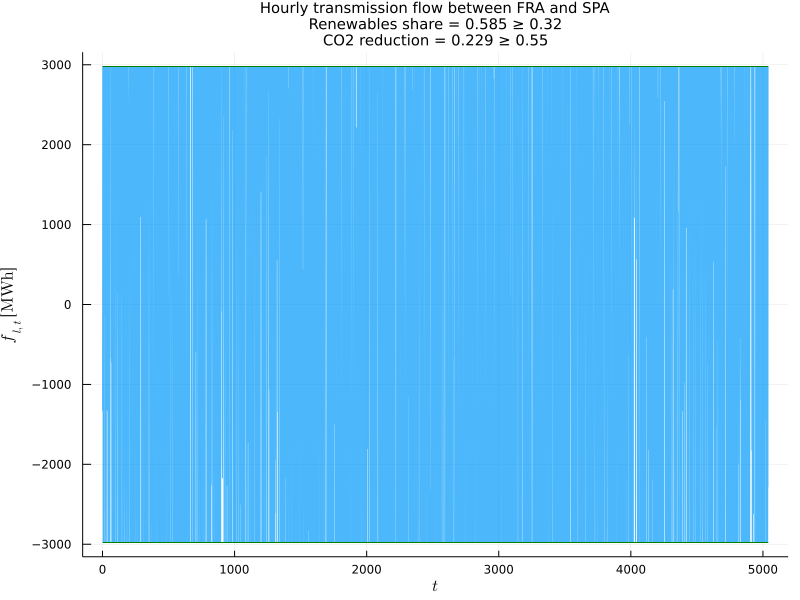 Hourly transmission flow between FRA and SPA
Renewables share = 0.585 ≥ 0.32
CO2 reduction = 0.229 ≥ 0.55
3000
2000
1000
0
−1000
−2000
−3000
f_{l,t} [MWh]
0 1000 2000 3000 4000 5000
t